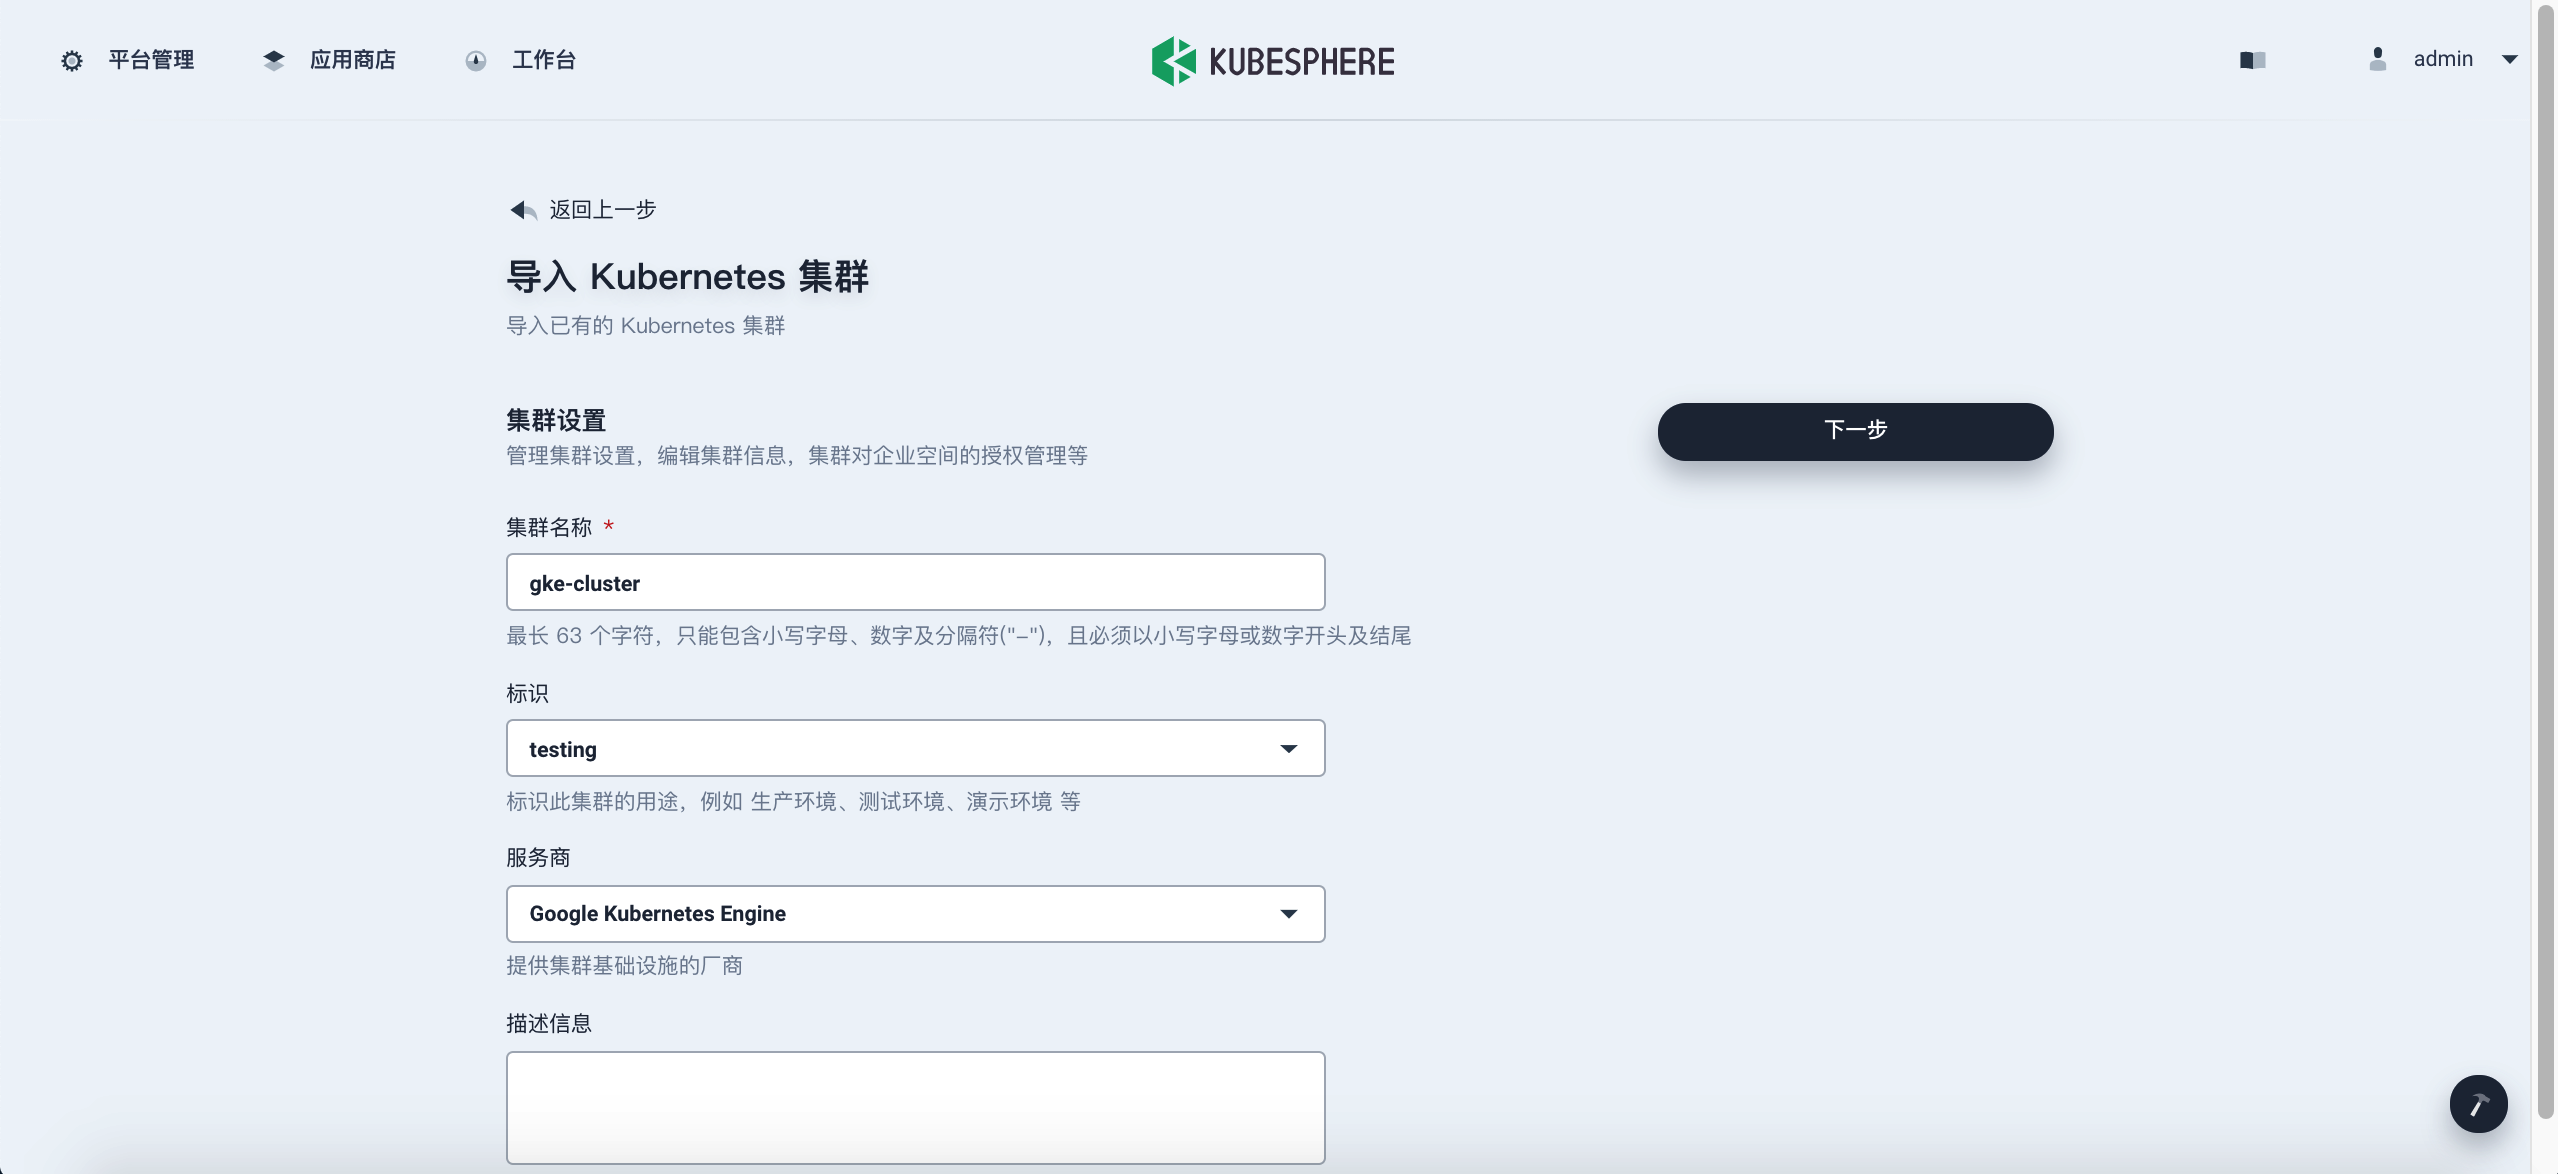 平台管理
应用商店
工作台
KUBESPHERE
admin
返回上一步
导入 Kubernetes 集群
导入已有的 Kubernetes 集群
集群设置
管理集群设置，编辑集群信息，集群对企业空间的授权管理等
下一步
集群名称 *
gke-cluster
最长 63 个字符，只能包含小写字母、数字及分隔符("-")，且必须以小写字母或数字开头及结尾
标识
testing
标识此集群的用途，例如 生产环境、测试环境、演示环境 等
服务商
Google Kubernetes Engine
提供集群基础设施的厂商
描述信息